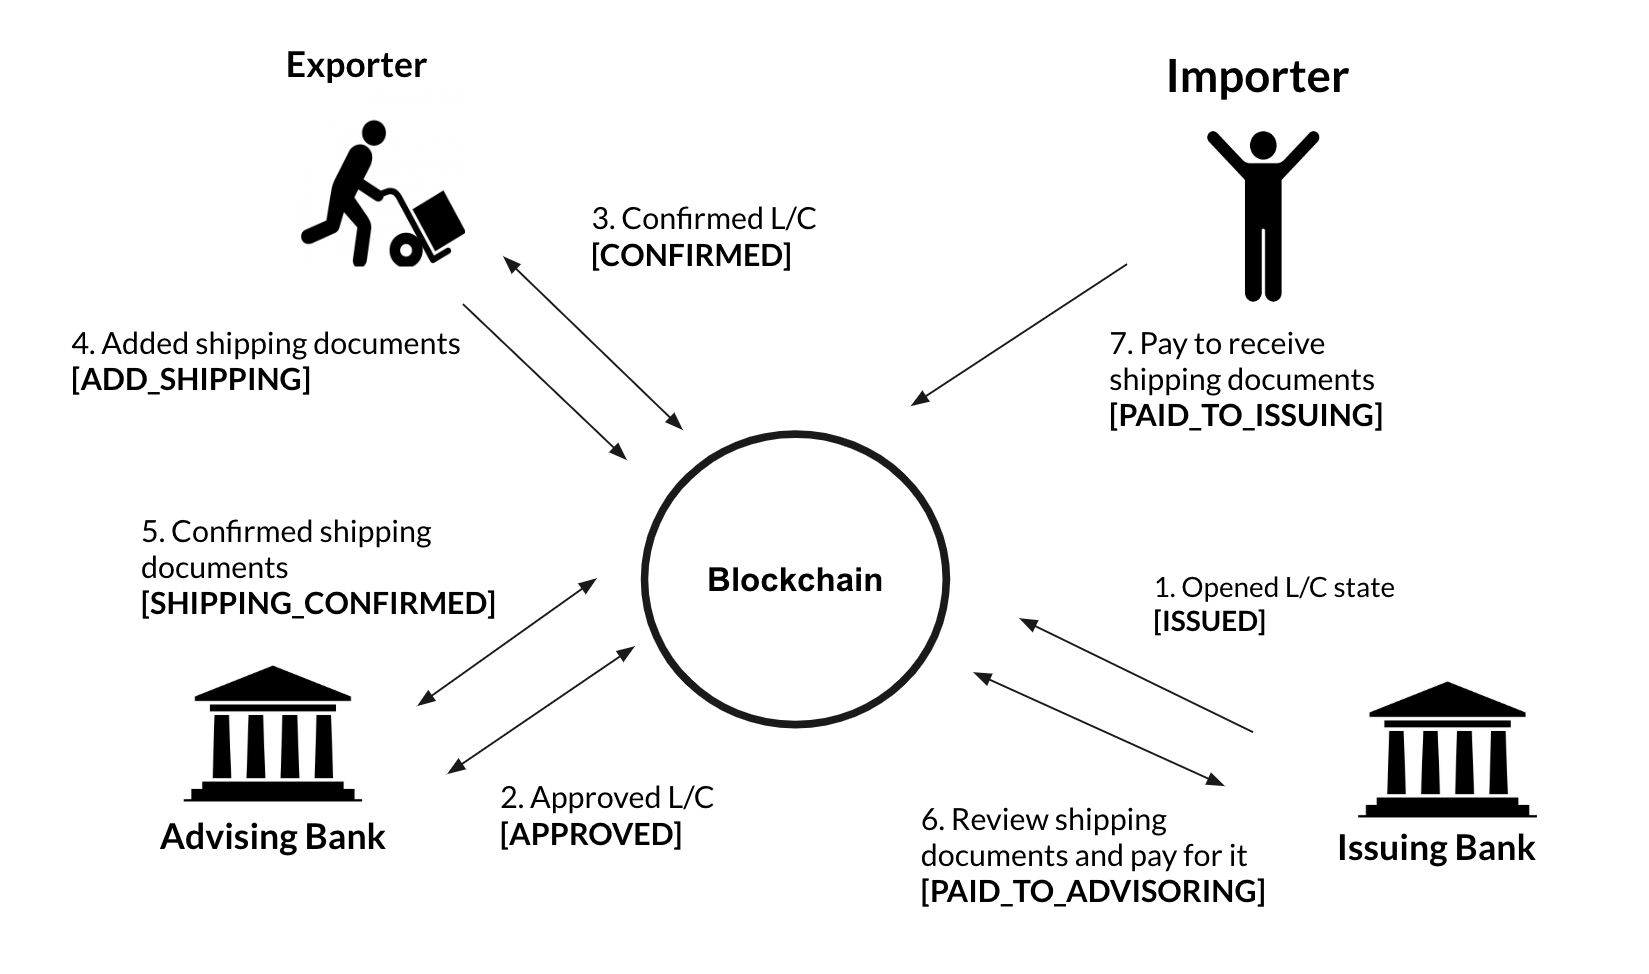 Exporter
Importer
3. Confirmed L/C
[CONFIRMED]
4. Added shipping documents
[ADD_SHIPPING]
7. Pay to receive
shipping documents
[PAID_TO_ISSUING]
5. Confirmed shipping
documents
[SHIPPING_CONFIRMED]
Blockchain
1. Opened L/C state
[ISSUED]
2. Approved L/C
[APPROVED]
Advising Bank
6. Review shipping
documents and pay for it
[PAID_TO_ADVISORING]
Issuing Bank